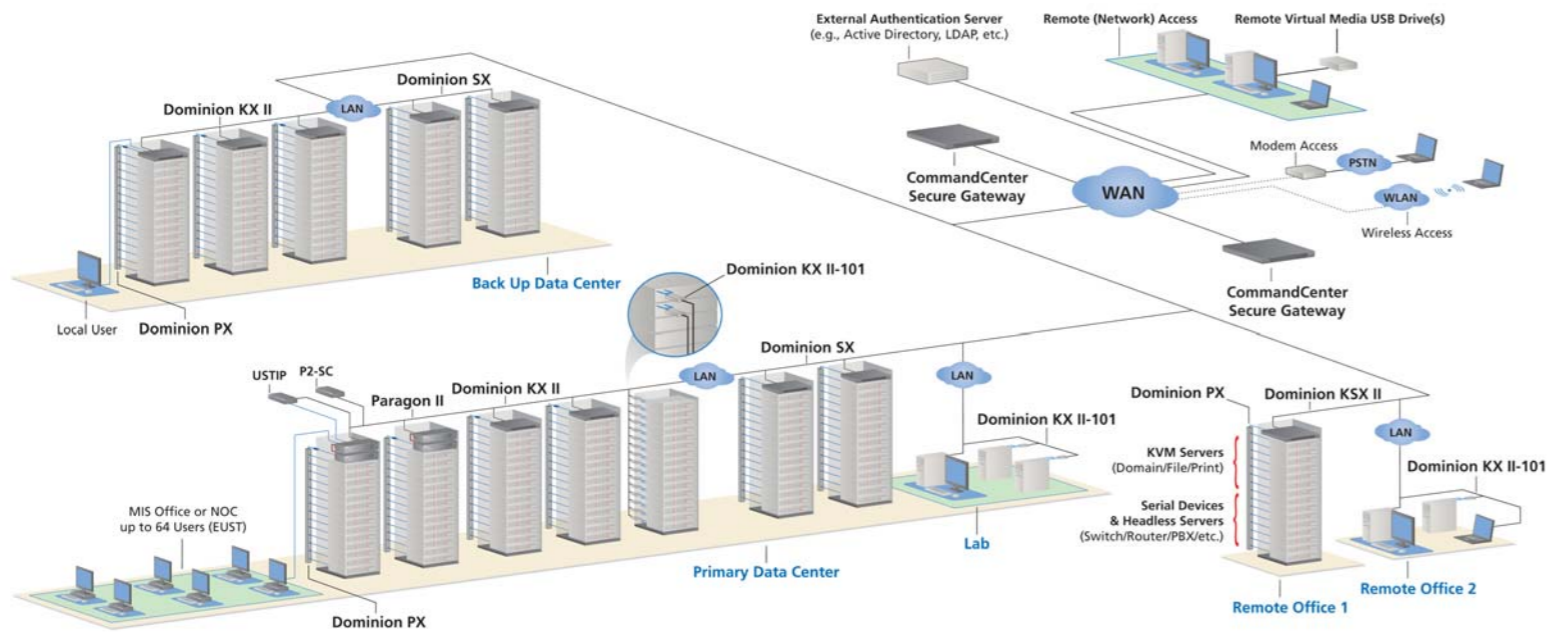 External Authentication Server
(e.g., Active Directory, LDAP, etc.)
Remote (Network) Access
Remote Virtual Media USB Drive(s)
Dominion SX
Dominion KX II
LAN
Modem Access
PSTN
CommandCenter
Secure Gateway
WAN
WLAN
Wireless Access
Back Up Data Center
Local User
Dominion PX
Dominion KX II-101
CommandCenter
Secure Gateway
USTIP
P2-SC
Paragon II
Dominion KX II
LAN
Dominion SX
LAN
Dominion KX II-101
Dominion PX
Dominion KSX II
LAN
KVM Servers
(Domain/File/Print)
Dominion KX II-101
Serial Devices
& Headless Servers
(Switch/Router/PBX/etc.)
MIS Office or NOC
up to 64 Users (EUST)
Lab
Primary Data Center
Remote Office 2
Remote Office 1
Dominion PX